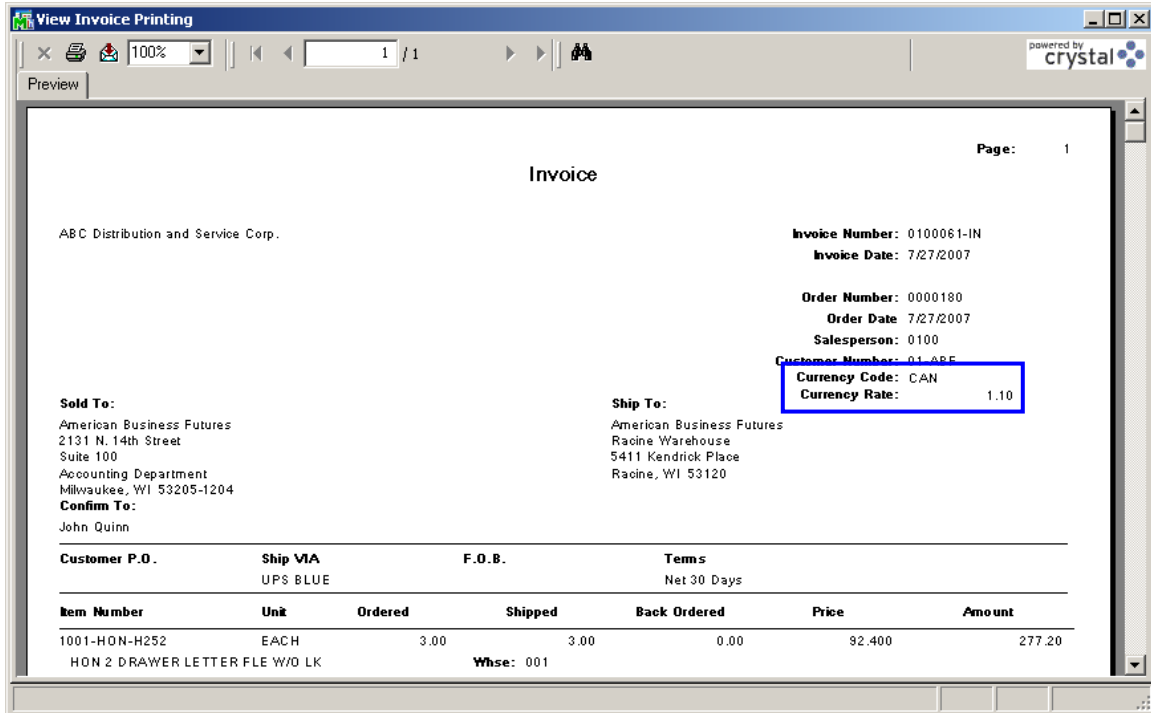 View Invoice Printing
100%
1 / 1
powered by
crystal
Preview
Page: 1
Invoice
ABC Distribution and Service Corp.
Invoice Number: 0100061-IN
Invoice Date: 7/27/2007
Order Number: 0000180
Order Date 7/27/2007
Salesperson: 0100
Customer Number: 01-ABF
Currency Code: CAN
Currency Rate: 1.10
Sold To:
American Business Futures
2131 N. 14th Street
Suite 100
Accounting Department
Milwaukee, WI 53205-1204
Confirm To:
John Quinn
Ship To:
American Business Futures
Racine Warehouse
5411 Kendrick Place
Racine, WI 53120
Customer P.O. Ship VIA F.O.B. Terms
UPS BLUE Net 30 Days
Item Number Unit Ordered Shipped Back Ordered Price Amount
1001-HON-H252 EACH 3.00 3.00 0.00 92.400 277.20
HON 2 DRAWER LETTER FLE W/O LK Whse: 001